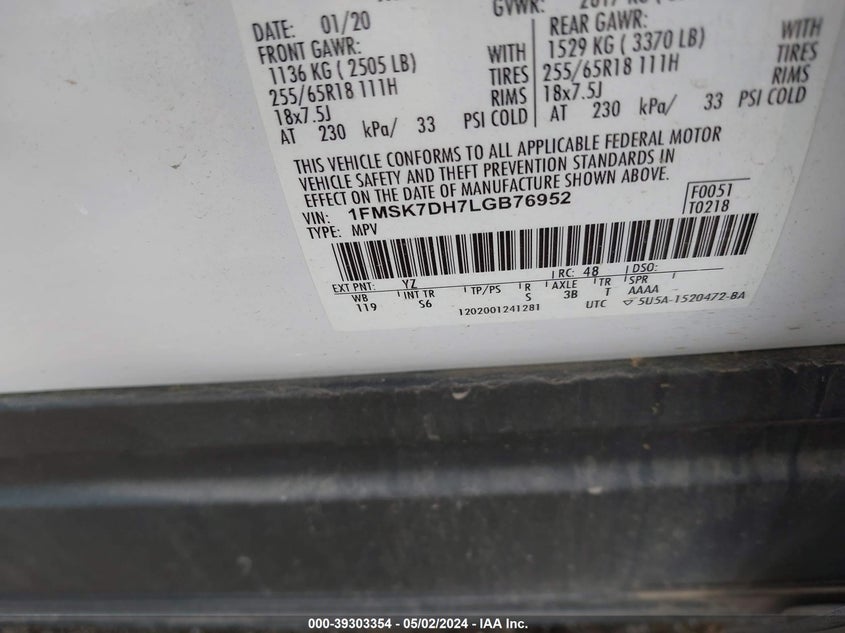 GVWR:
DATE: 01/20
FRONT GAWR:
1136 KG ( 2505 LB)
255/65R18 111H
18x7.5J
AT 230 kPa/ 33
WITH
TIRES
RIMS
PSI COLD
REAR GAWR:
1529 KG ( 3370 LB)
255/65R18 111H
18x7.5J
AT 230 kPa/ 33
WITH
TIRES
RIMS
PSI COLD
THIS VEHICLE CONFORMS TO ALL APPLICABLE FEDERAL MOTOR
VEHICLE SAFETY AND THEFT PREVENTION STANDARDS IN
EFFECT ON THE DATE OF MANUFACTURE SHOWN ABOVE.
VIN: 1FMSK7DH7LGB76952
TYPE: MPV
F0051
T0218
EXT PNT: YZ RC: 48 DSO:
WB INT TR TP/PS R AXLE TR SPR
119 S6 S 3B T AAAA
1202001241281 UTC 5U5A-1520472-BA
000-39303354 - 05/02/2024 - IAA Inc.